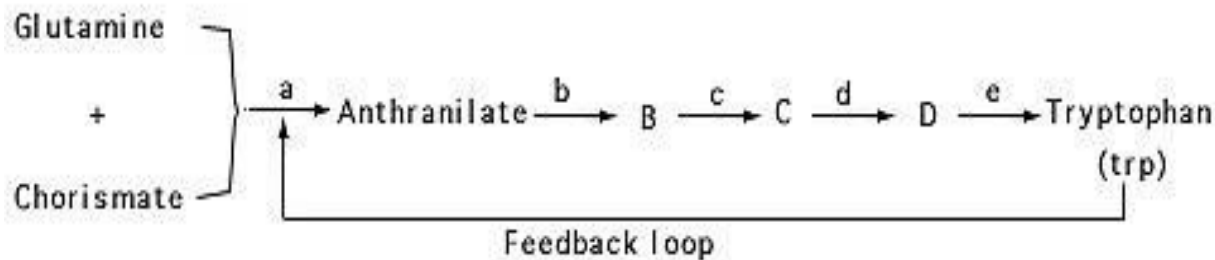 Glutamine
+
Chorismate
a
Anthranilate
b
B
c
C
d
D
e
Tryptophan
(trp)
Feedback loop